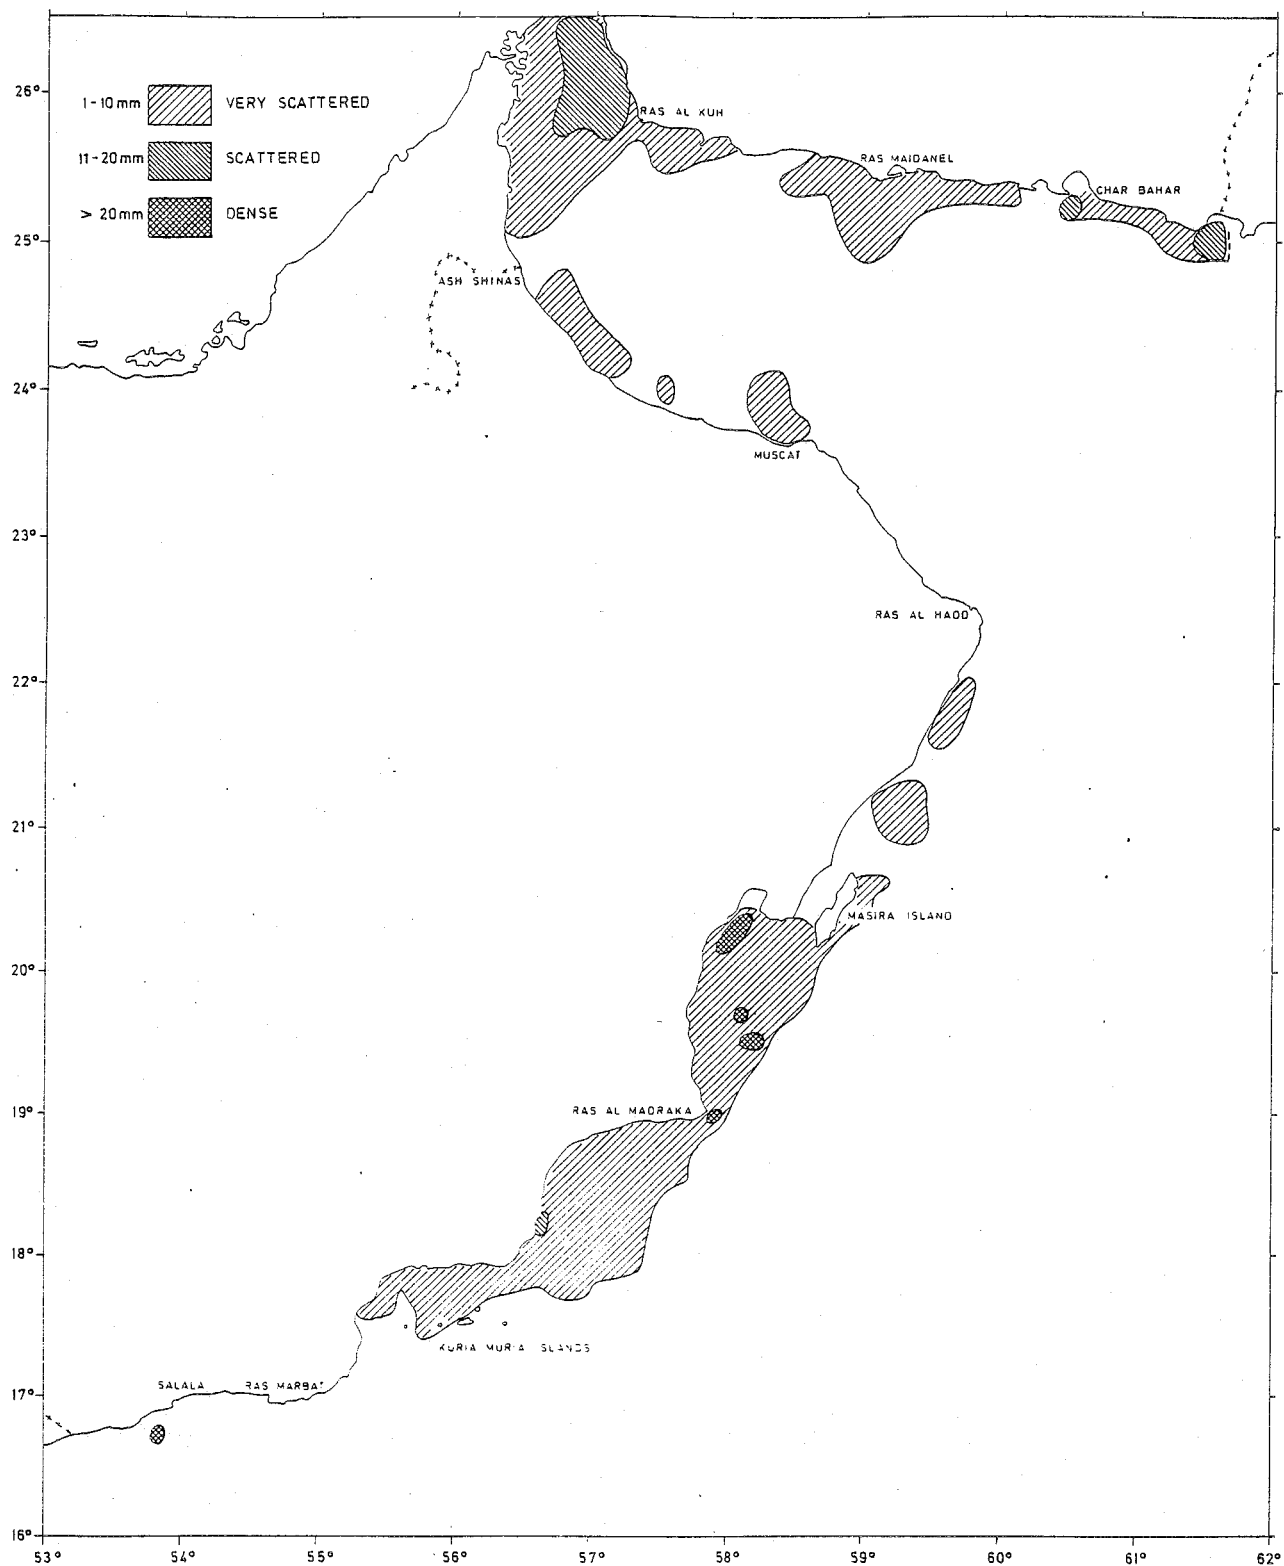 26°
1-10 mm VERY SCATTERED
RAS AL KUH
11-20mm SCATTERED
RAS MAIDANEL
CHAR BAHAR
> 20mm DENSE
25°
ASH SHINAS
24°
MUSCAT
23°
RAS AL HADD
22°
21°
MASIRA ISLAND
20°
RAS AL MADRAKA
19°
18°
KURIA MURIA ISLANDS
SALALA RAS MARBAT
17°
16°
53° 54° 55° 56° 57° 58° 59° 60° 61° 62°